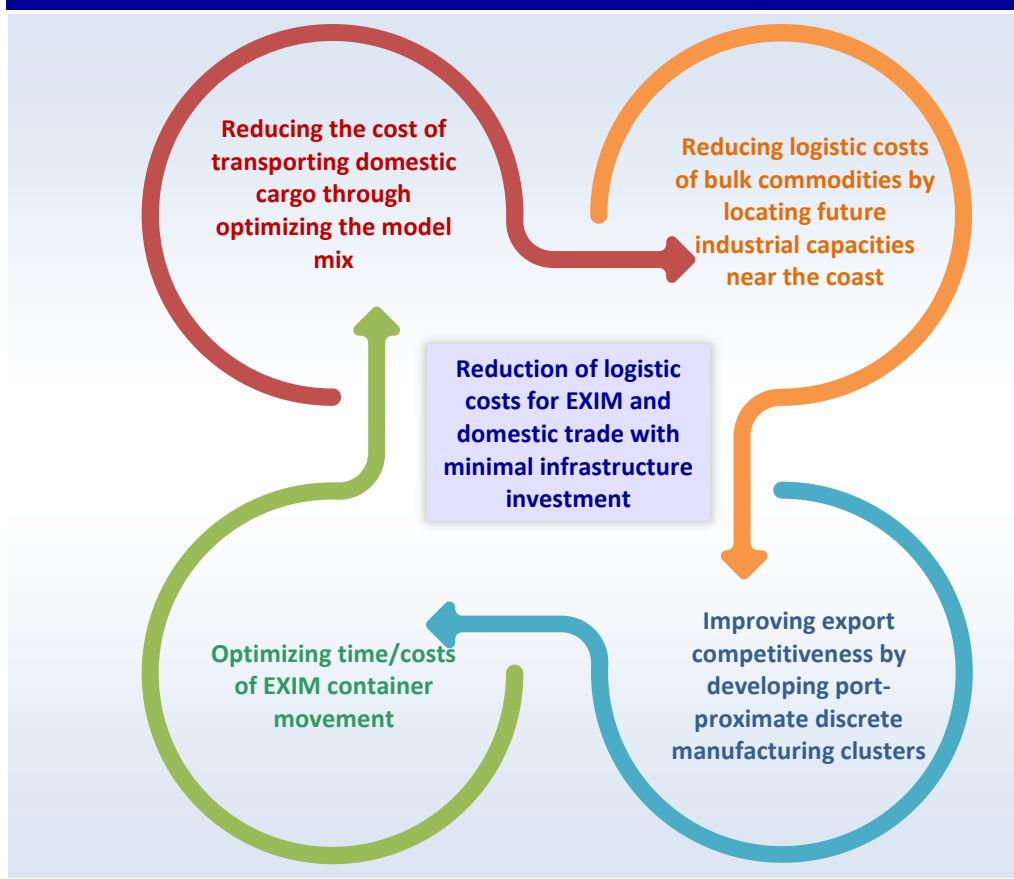 Reducing the cost of
transporting domestic
cargo through
optimizing the model
mix
Reducing logistic costs
of bulk commodities by
locating future
industrial capacities
near the coast
Reduction of logistic
costs for EXIM and
domestic trade with
minimal infrastructure
investment
Optimizing time/costs
of EXIM container
movement
Improving export
competitiveness by
developing port-
proximate discrete
manufacturing clusters